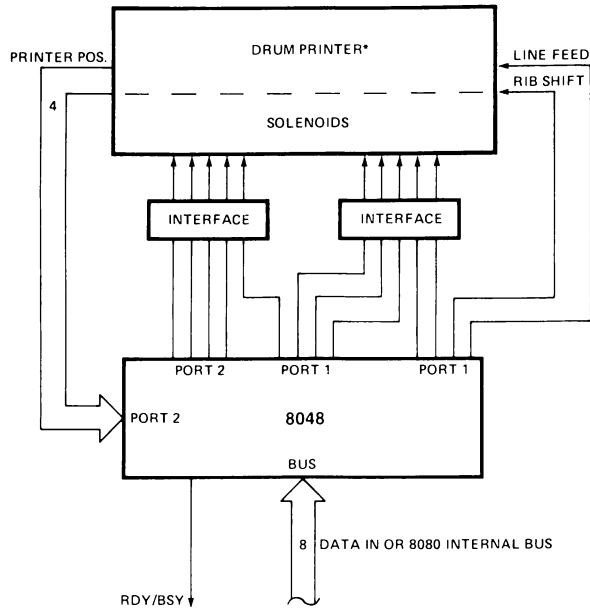 PRINTER POS.
DRUM PRINTER*
LINE FEED
RIB SHIFT
4
SOLENOIDS
INTERFACE
INTERFACE
PORT 2
PORT 1
PORT 1
PORT 2
8048
BUS
8 DATA IN OR 8080 INTERNAL BUS
RDY/BSY